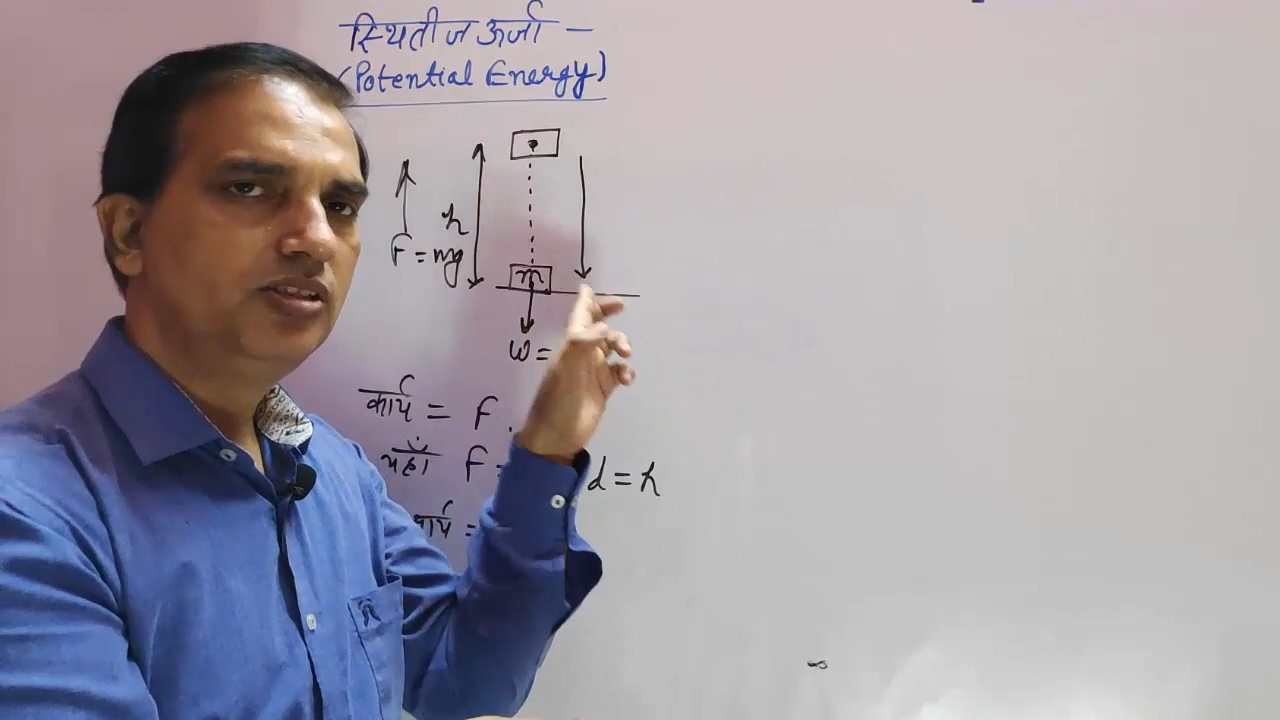 स्थितीज ऊर्जा —
(Potential Energy)
h
F = mg
m
w =
कार्य = F .
यहाँ F = d = h
कार्य =